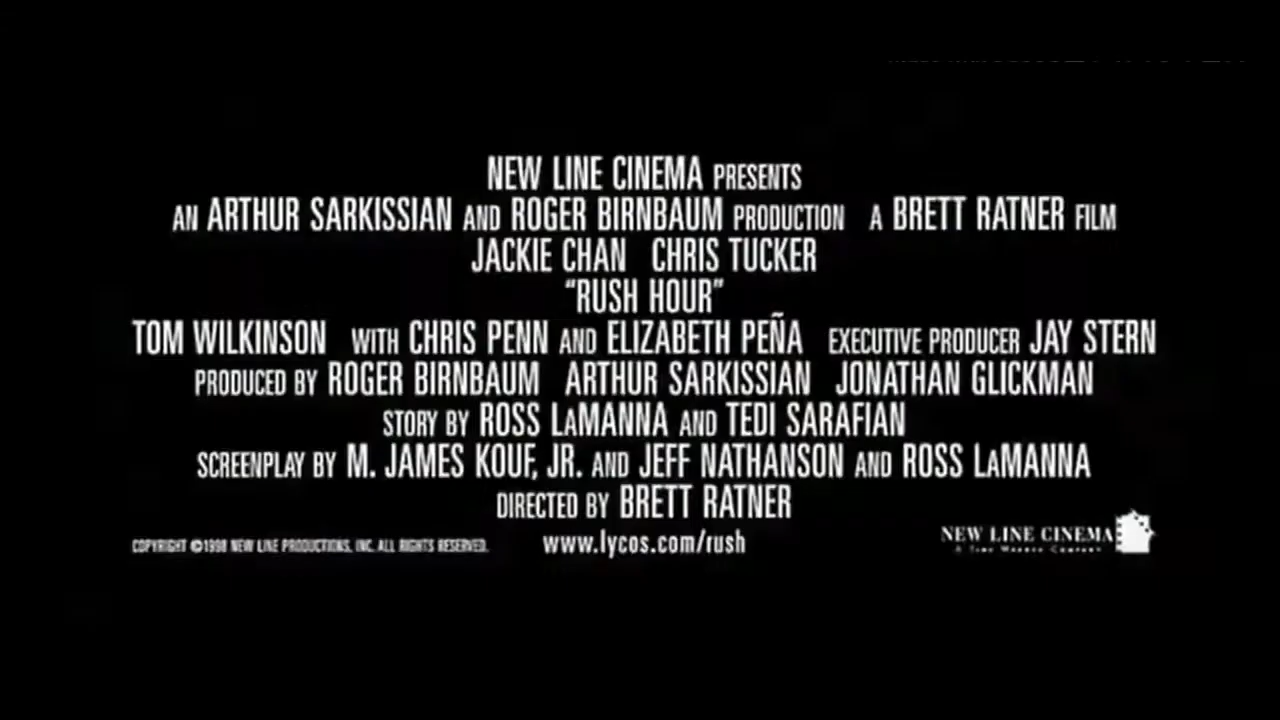 NEW LINE CINEMA PRESENTS
AN ARTHUR SARKISSIAN AND ROGER BIRNBAUM PRODUCTION A BRETT RATNER FILM
JACKIE CHAN CHRIS TUCKER
“RUSH HOUR”
TOM WILKINSON WITH CHRIS PENN AND ELIZABETH PEÑA EXECUTIVE PRODUCER JAY STERN
PRODUCED BY ROGER BIRNBAUM ARTHUR SARKISSIAN JONATHAN GLICKMAN
STORY BY ROSS LaMANNA AND TEDI SARAFIAN
SCREENPLAY BY M. JAMES KOUF, JR. AND JEFF NATHANSON AND ROSS LaMANNA
DIRECTED BY BRETT RATNER
COPYRIGHT ©1998 NEW LINE PRODUCTIONS, INC. ALL RIGHTS RESERVED.
www.lycos.com/rush
NEW LINE CINEMA
A Time Warner Company